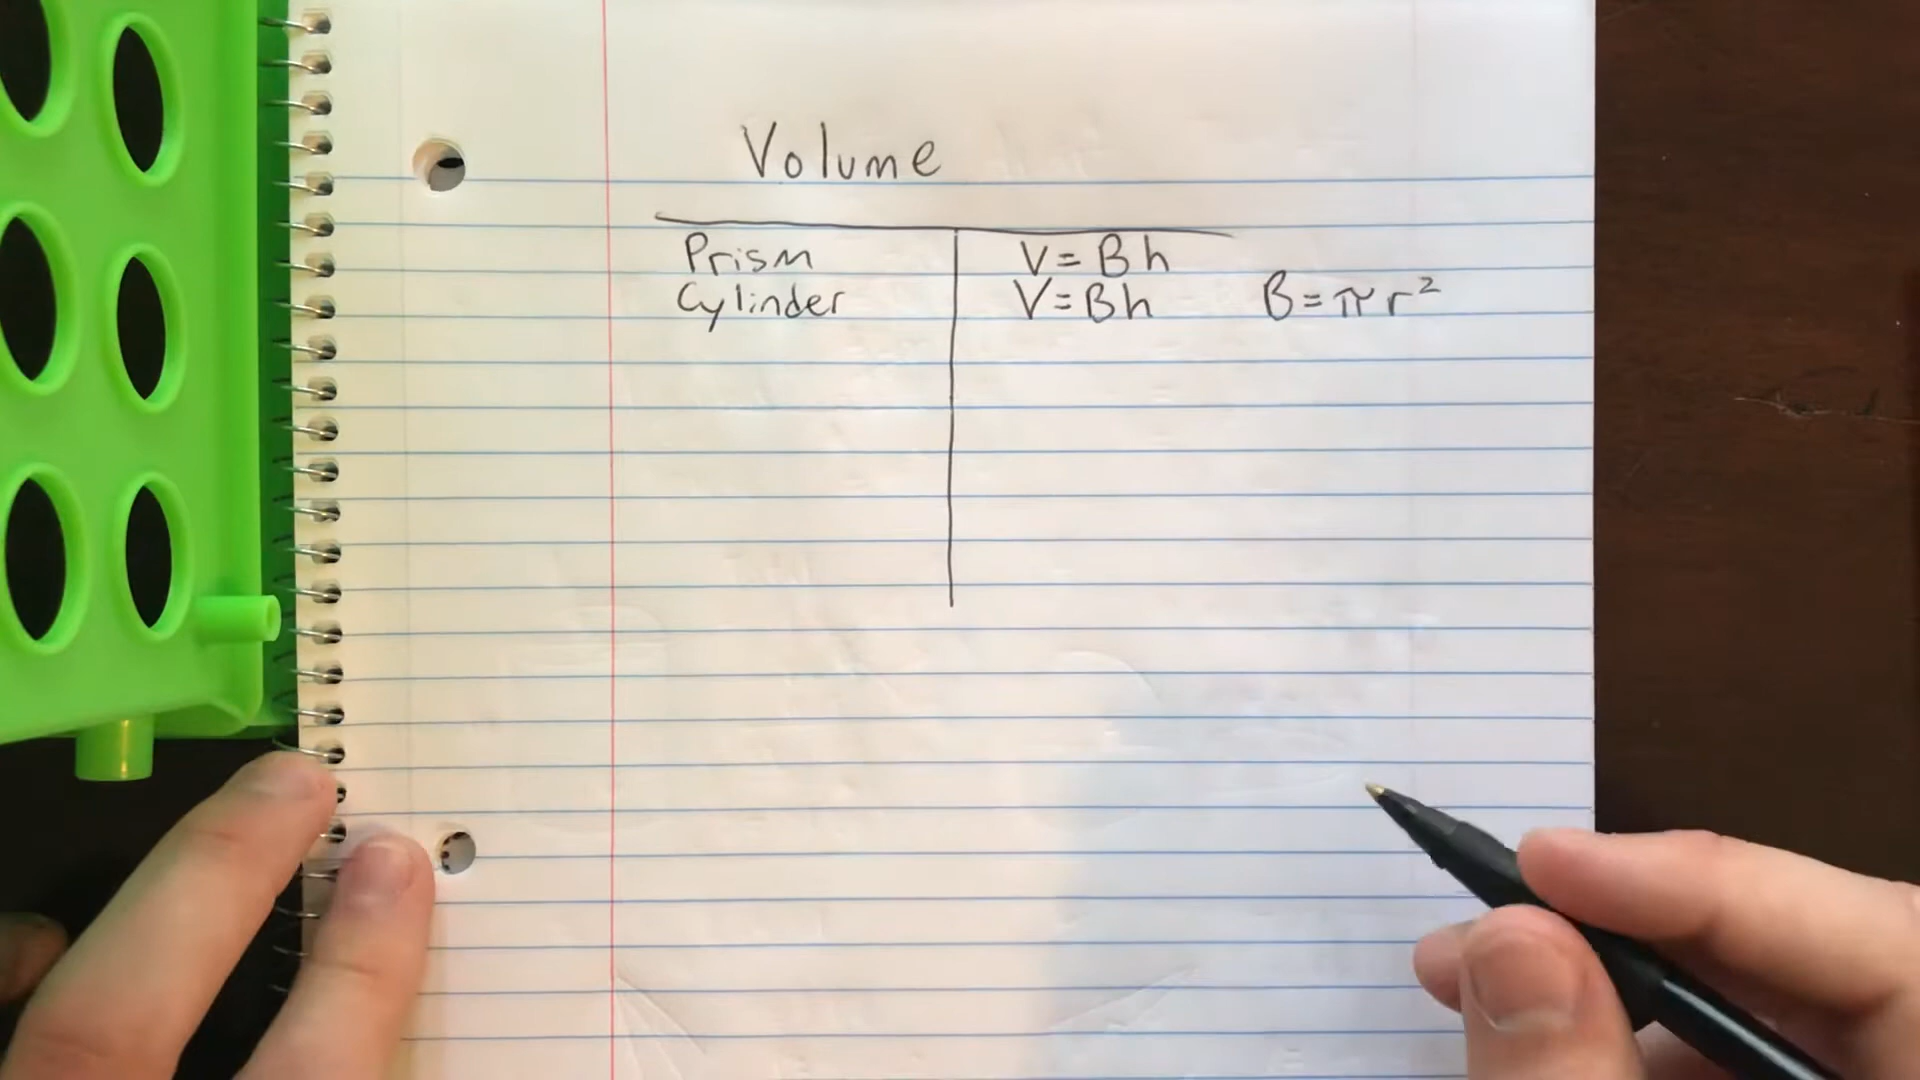 Volume
Prism V = Bh
Cylinder V = Bh B = πr²